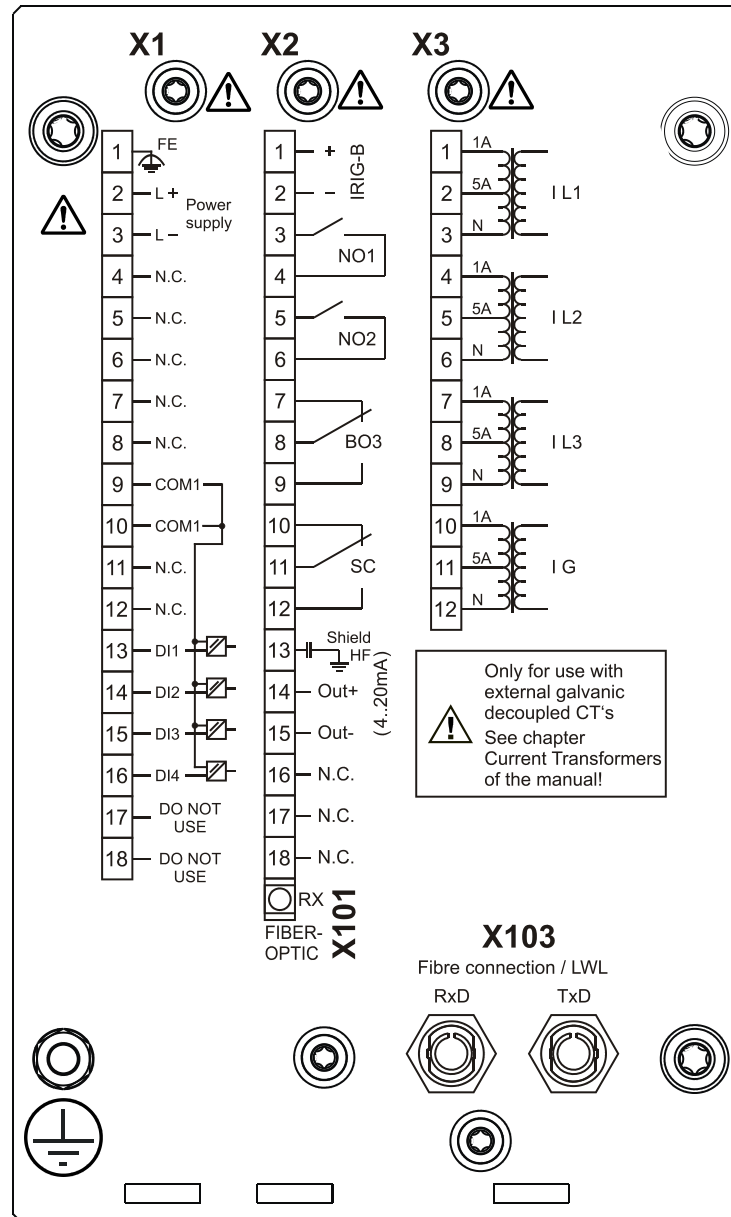 X1
X2
X3
1 FE
2 L+
Power
supply
3 L-
4 N.C.
5 N.C.
6 N.C.
7 N.C.
8 N.C.
9 COM1
10 COM1
11 N.C.
12 N.C.
13 DI1
14 DI2
15 DI3
16 DI4
17 DO NOT
USE
18 DO NOT
USE
1 +
2 -
IRIG-B
3
4
NO1
5
6
NO2
7
8
9
BO3
10
11
12
SC
13 Shield
HF
14 Out+
15 Out-
(4..20mA)
16 N.C.
17 N.C.
18 N.C.
RX
FIBER-
OPTIC
X101
1 1A
2 5A
3 N
I L1
4 1A
5 5A
6 N
I L2
7 1A
8 5A
9 N
I L3
10 1A
11 5A
12 N
I G
Only for use with
external galvanic
decoupled CT's
See chapter
Current Transformers
of the manual!
X103
Fibre connection / LWL
RxD
TxD